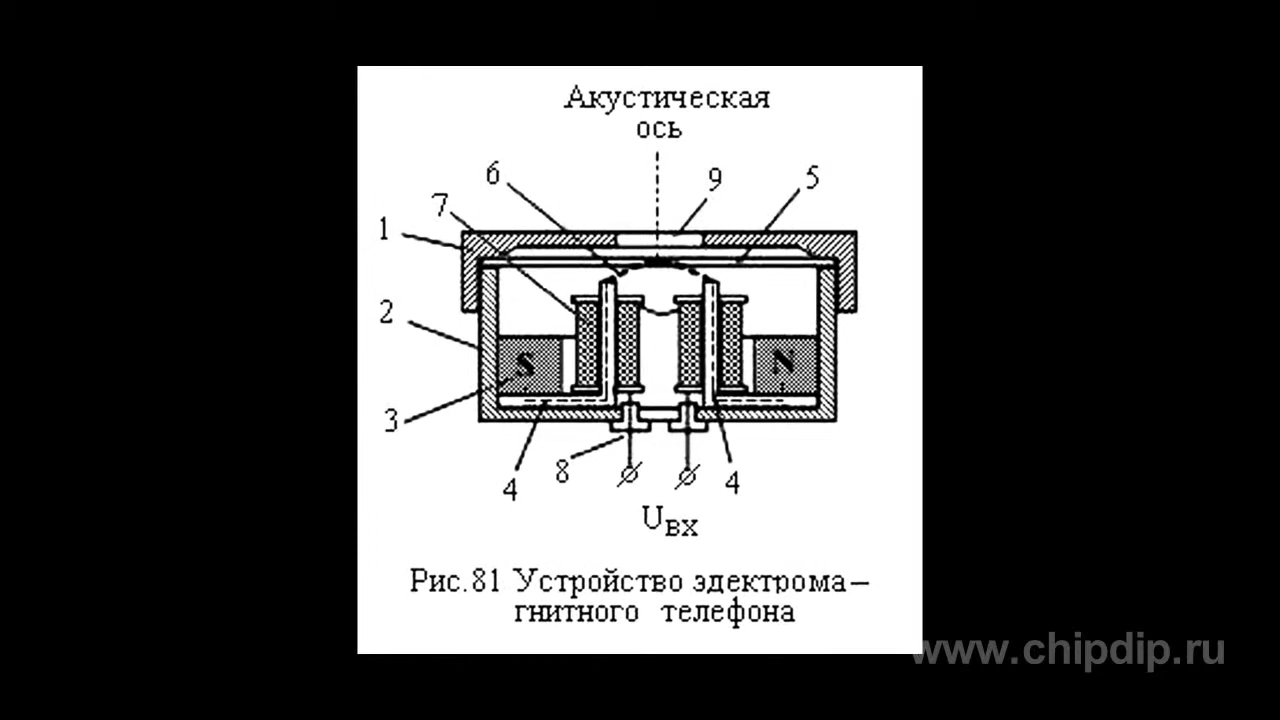 Акустическая
ось
6
9
5
7
1
2
S
N
3
4
8
4
Uвх
Рис.81 Устройство эдектрома—
гнитного телефона
www.chipdip.ru